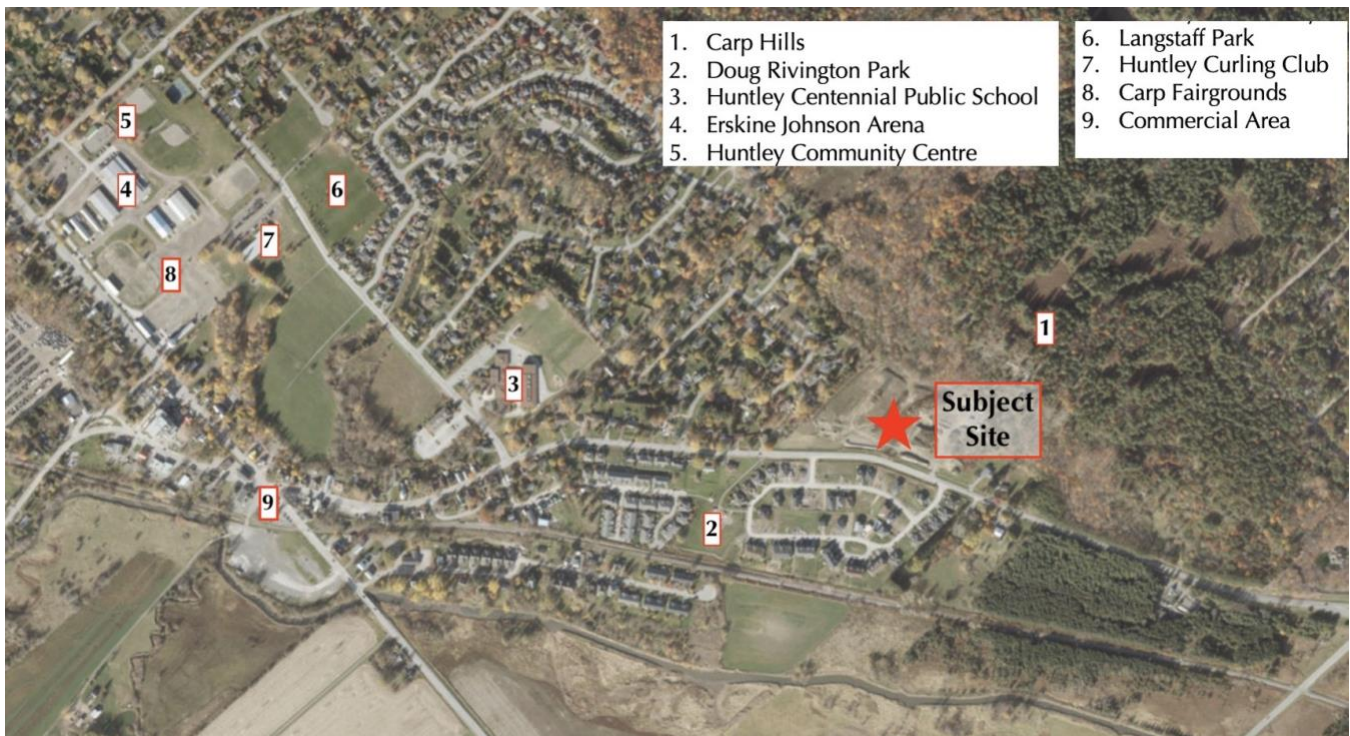 1. Carp Hills
2. Doug Rivington Park
3. Huntley Centennial Public School
4. Erskine Johnson Arena
5. Huntley Community Centre
6. Langstaff Park
7. Huntley Curling Club
8. Carp Fairgrounds
9. Commercial Area
5
4
6
7
8
3
1
Subject
Site
9
2